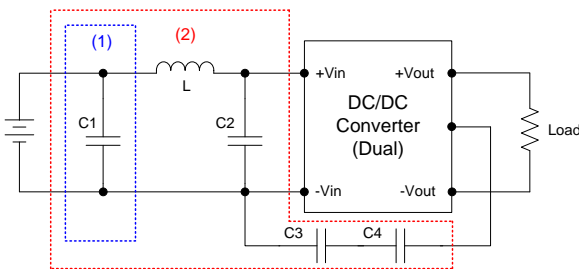 (1)
(2)
L
C1
C2
+Vin
+Vout
DC/DC
Converter
(Dual)
Load
-Vin
-Vout
C3
C4